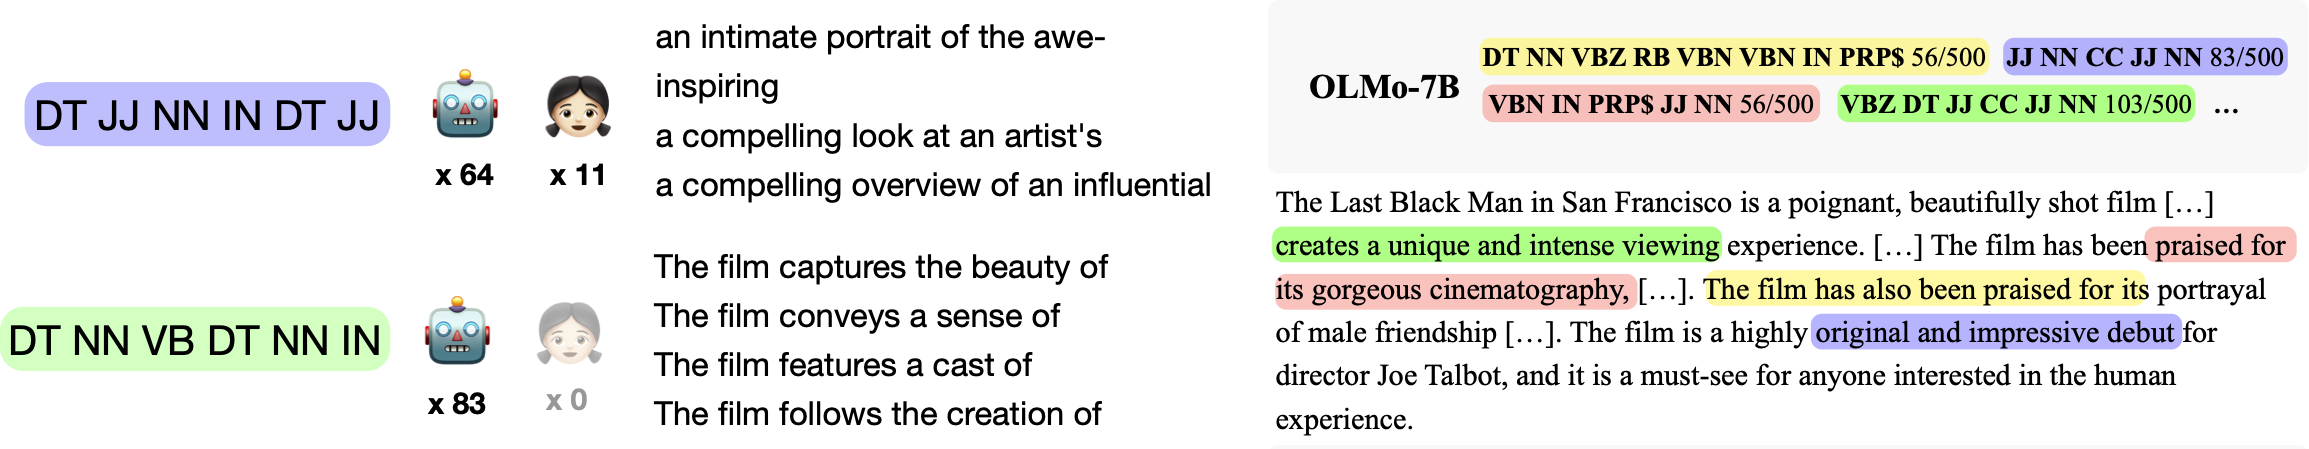 DT JJ NN IN DT JJ
x 64
x 11
an intimate portrait of the awe-
inspiring
a compelling look at an artist's
a compelling overview of an influential
DT NN VB DT NN IN
x 83
x 0
The film captures the beauty of
The film conveys a sense of
The film features a cast of
The film follows the creation of
OLMo-7B
DT NN VBZ RB VBN VBN IN PRP$ 56/500 JJ NN CC JJ NN 83/500
VBN IN PRP$ JJ NN 56/500 VBZ DT JJ CC JJ NN 103/500 ...
The Last Black Man in San Francisco is a poignant, beautifully shot film […]
creates a unique and intense viewing experience. […] The film has been praised for
its gorgeous cinematography, […]. The film has also been praised for its portrayal
of male friendship […]. The film is a highly original and impressive debut for
director Joe Talbot, and it is a must-see for anyone interested in the human
experience.